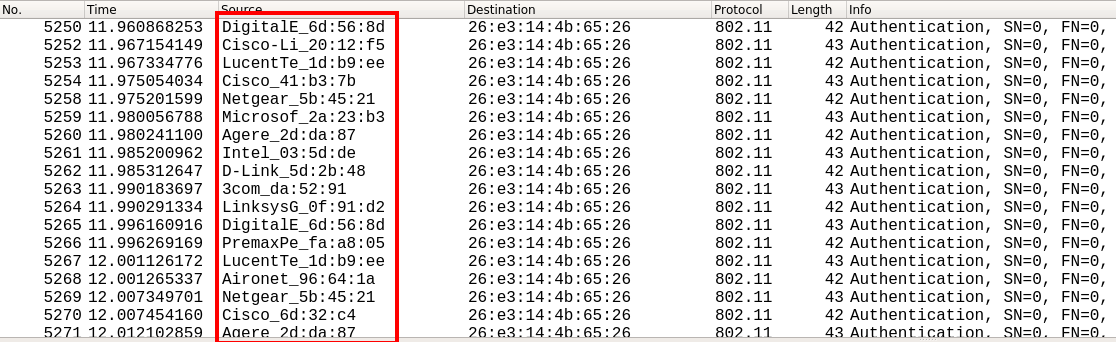 No. Time Source Destination Protocol Length Info
5250 11.960868253 DigitalE_6d:56:8d 26:e3:14:4b:65:26 802.11 42 Authentication, SN=0, FN=0,
5252 11.967154149 Cisco-Li_20:12:f5 26:e3:14:4b:65:26 802.11 43 Authentication, SN=0, FN=0,
5253 11.967334776 LucentTe_1d:b9:ee 26:e3:14:4b:65:26 802.11 42 Authentication, SN=0, FN=0,
5254 11.975054034 Cisco_41:b3:7b 26:e3:14:4b:65:26 802.11 43 Authentication, SN=0, FN=0,
5258 11.975201599 Netgear_5b:45:21 26:e3:14:4b:65:26 802.11 42 Authentication, SN=0, FN=0,
5259 11.980056788 Microsof_2a:23:b3 26:e3:14:4b:65:26 802.11 43 Authentication, SN=0, FN=0,
5260 11.980241100 Agere_2d:da:87 26:e3:14:4b:65:26 802.11 42 Authentication, SN=0, FN=0,
5261 11.985200962 Intel_03:5d:de 26:e3:14:4b:65:26 802.11 43 Authentication, SN=0, FN=0,
5262 11.985312647 D-Link_5d:2b:48 26:e3:14:4b:65:26 802.11 42 Authentication, SN=0, FN=0,
5263 11.990183697 3com_da:52:91 26:e3:14:4b:65:26 802.11 43 Authentication, SN=0, FN=0,
5264 11.990291334 LinksysG_0f:91:d2 26:e3:14:4b:65:26 802.11 42 Authentication, SN=0, FN=0,
5265 11.996160916 DigitalE_6d:56:8d 26:e3:14:4b:65:26 802.11 43 Authentication, SN=0, FN=0,
5266 11.996269169 PremaxPe_fa:a8:05 26:e3:14:4b:65:26 802.11 42 Authentication, SN=0, FN=0,
5267 12.001126172 LucentTe_1d:b9:ee 26:e3:14:4b:65:26 802.11 43 Authentication, SN=0, FN=0,
5268 12.001265337 Aironet_96:64:1a 26:e3:14:4b:65:26 802.11 42 Authentication, SN=0, FN=0,
5269 12.007349701 Netgear_5b:45:21 26:e3:14:4b:65:26 802.11 43 Authentication, SN=0, FN=0,
5270 12.007454160 Cisco_6d:32:c4 26:e3:14:4b:65:26 802.11 42 Authentication, SN=0, FN=0,
5271 12.012102859 Agere_2d:da:87 26:e3:14:4b:65:26 802.11 43 Authentication, SN=0, FN=0,